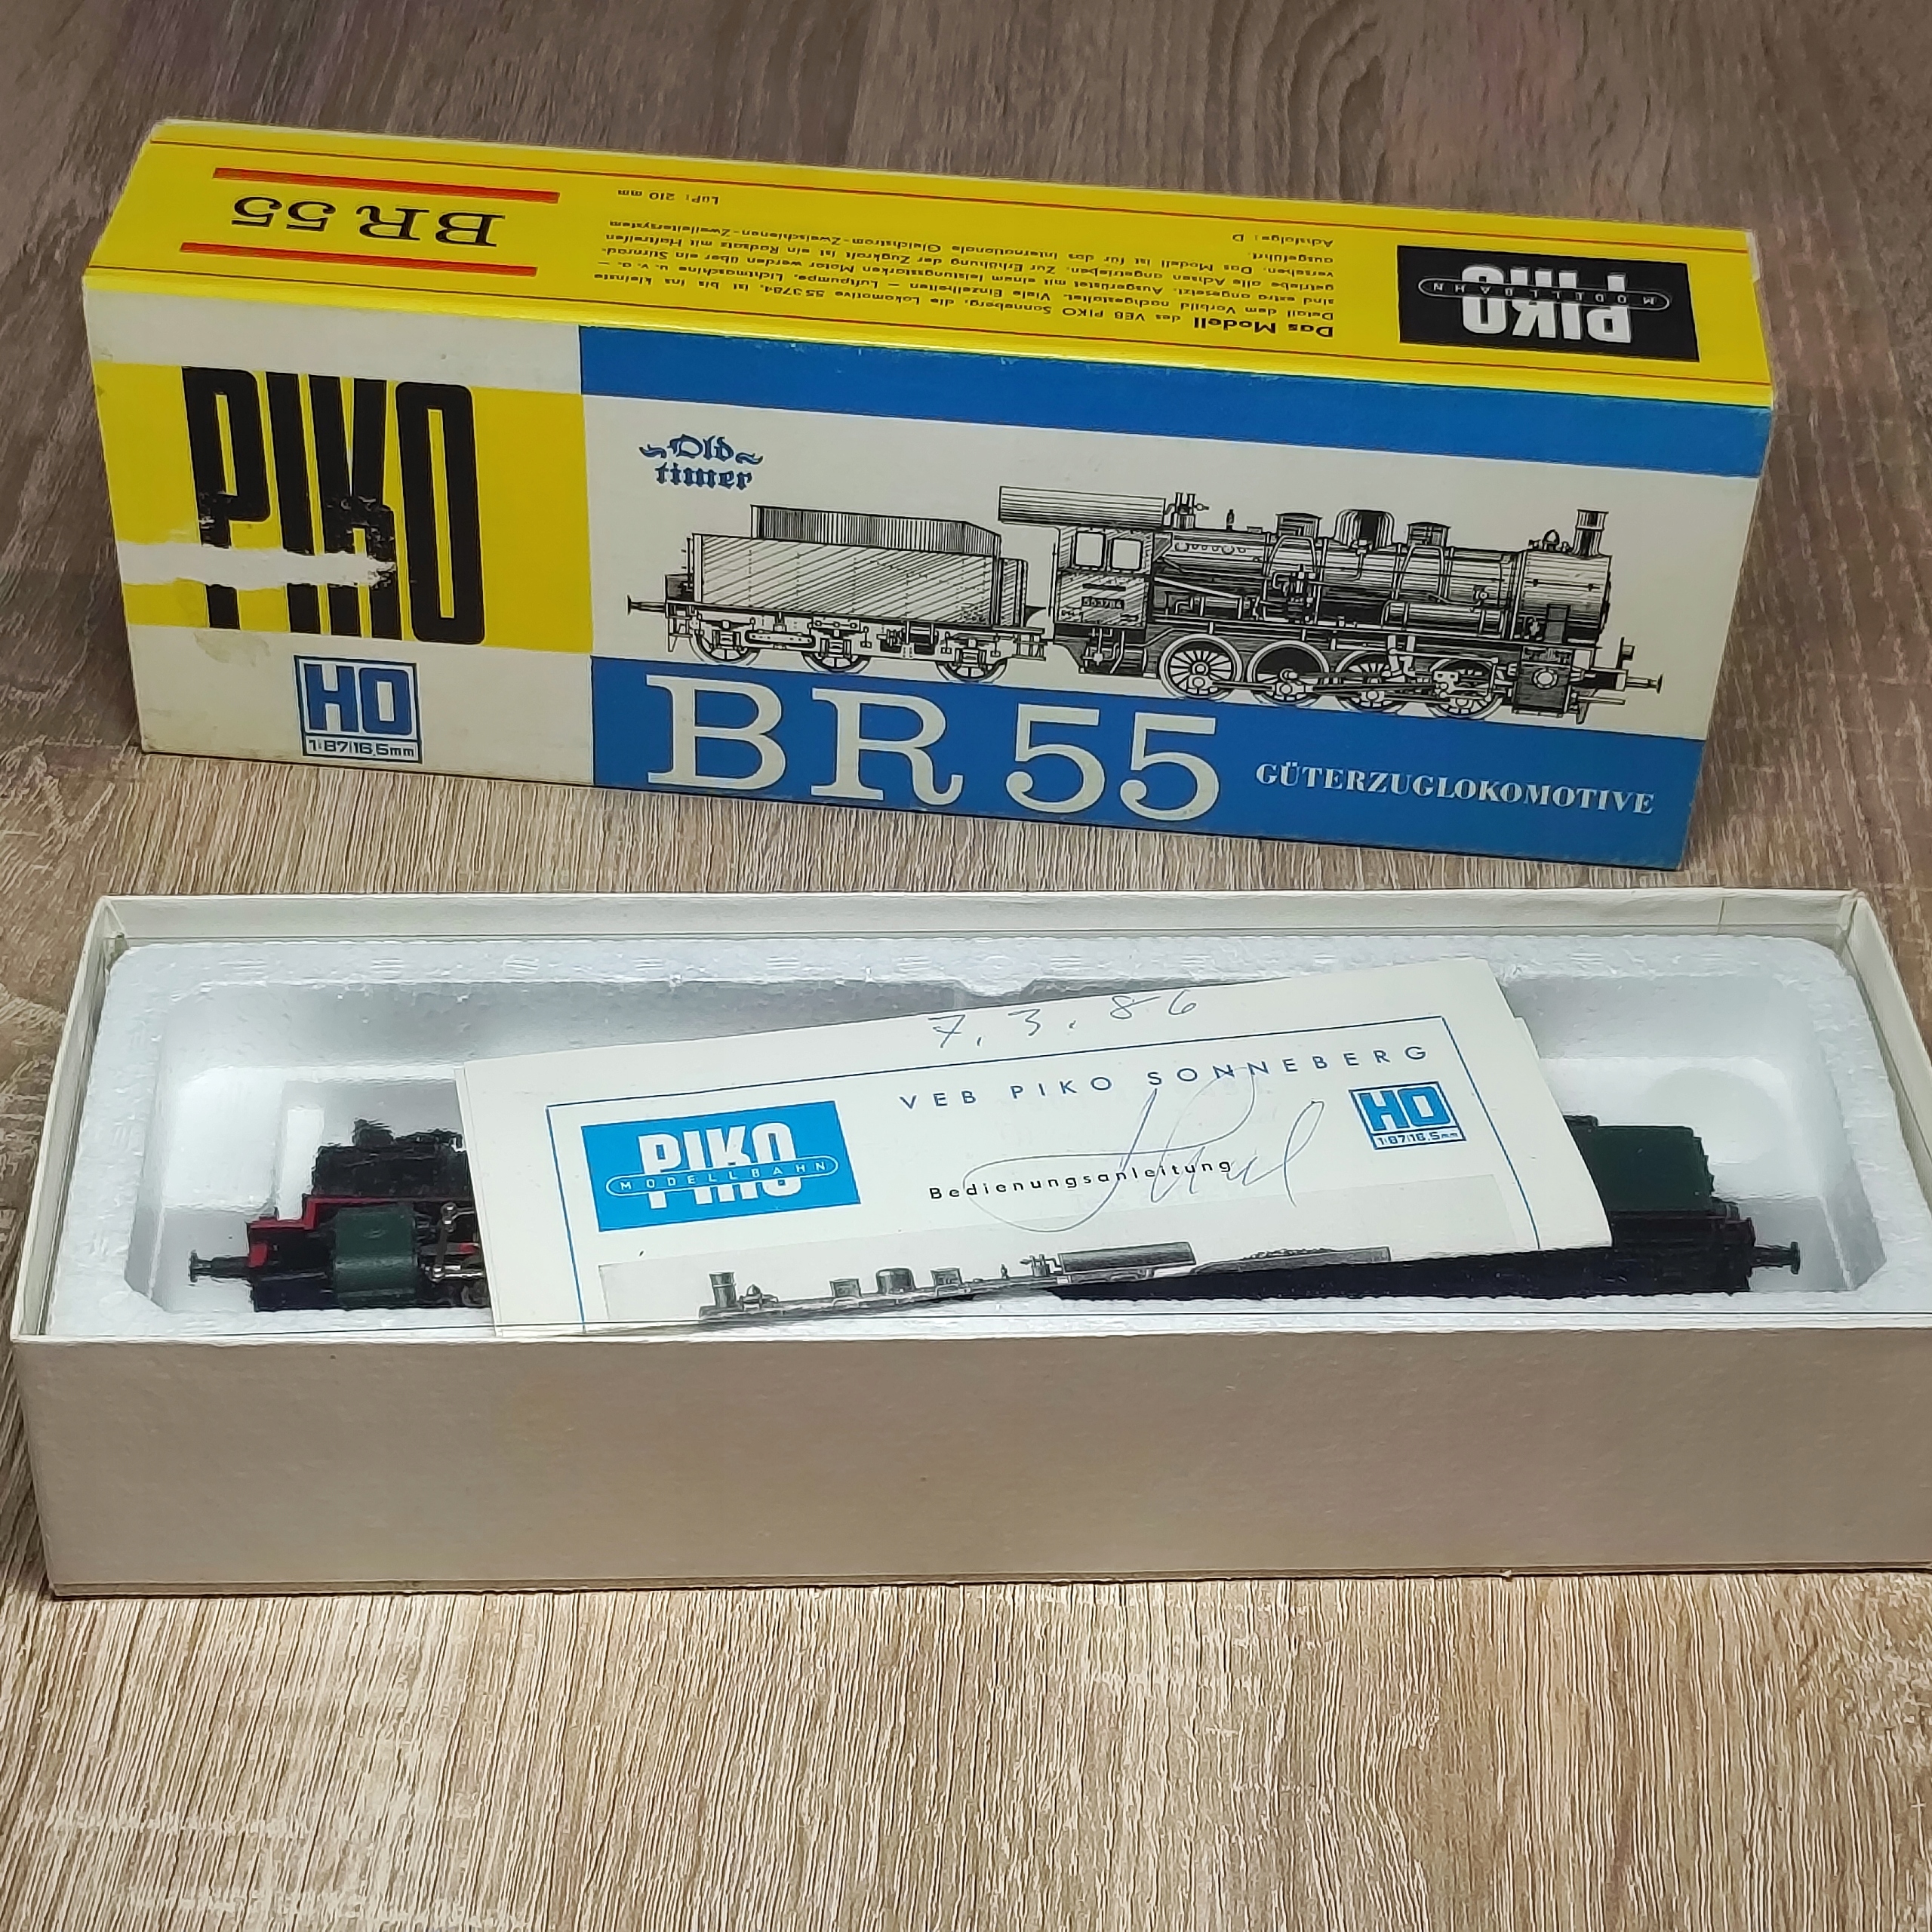 BR 55
LüP: 210 mm
Das Modell des VEB PIKO Sonneberg, die Lokomotive 55 3784, ist bis ins kleinste
Detail dem Vorbild nachgestaltet. Viele Einzelheiten – Luftpumpe, Lichtmaschine u. v. a. –
sind extra angesetzt. Ausgerüstet mit einem leistungsstarken Motor werden über ein Stirnrad-
getriebe alle Achsen angetrieben. Zur Erhöhung der Zugkraft ist ein Radsatz mit Haftreifen
versehen. Das Modell ist für das internationale Gleichstrom-Zweischienen-Zweileitersystem
ausgeführt.
Achsfolge: D
PIKO
MODELLBAHN
PIKO
HO
1:87/16,5mm
Old
timer
553784
BR 55
GÜTERZUGLOKOMOTIVE
7.3.86
VEB PIKO SONNEBERG
PIKO
MODELLBAHN
HO
1:87/16,5mm
Bedienungsanleitung